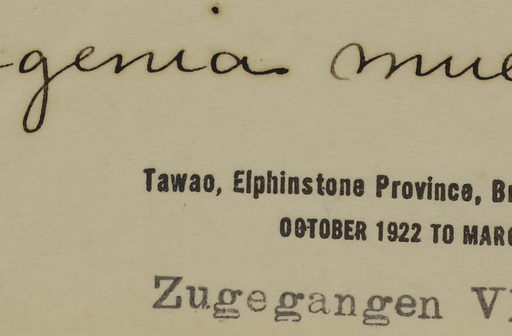 genia mue
Tawao, Elphinstone Province, Br
OCTOBER 1922 TO MARC
Zugegangen VI